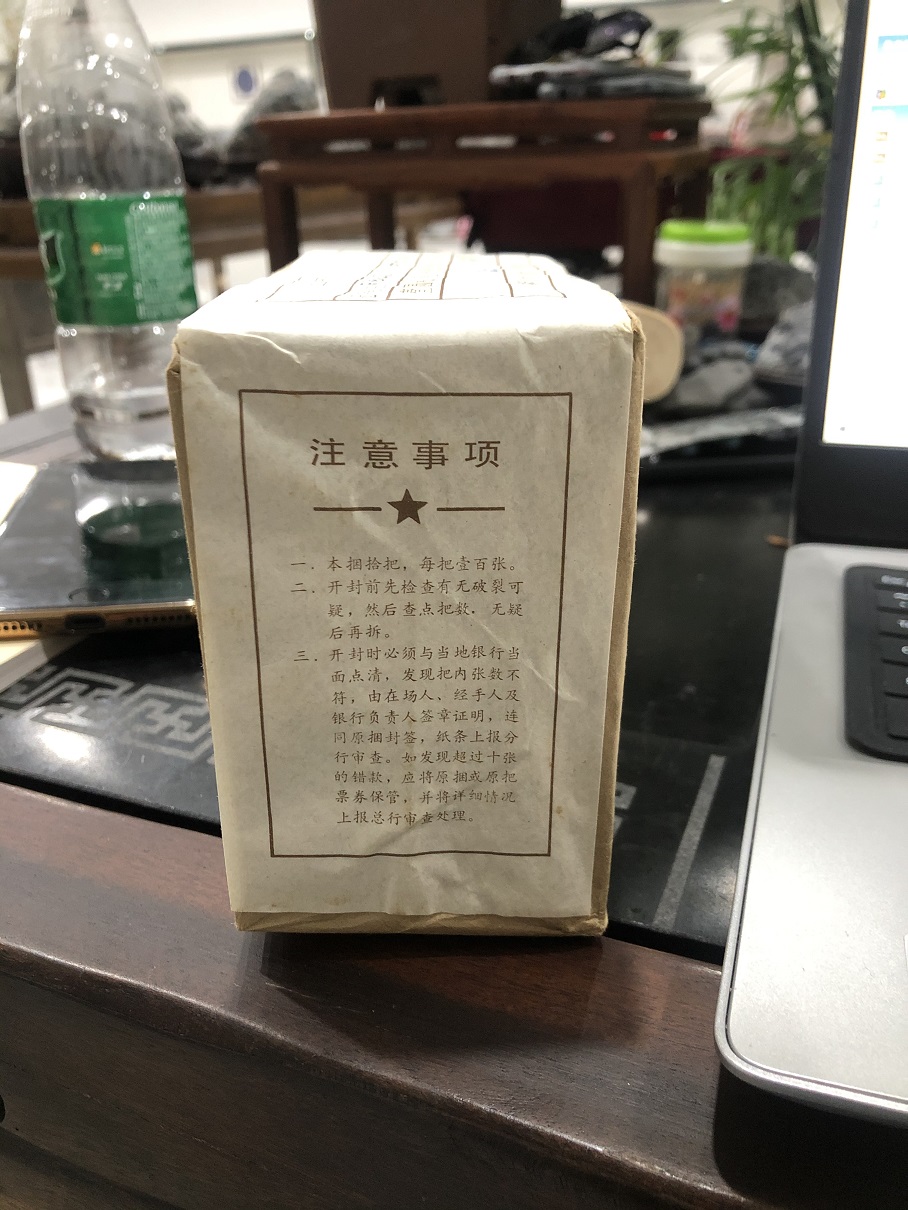 注意事项
一．本捆拾把，每把壹百张。
二．开封前先检查有无破裂可
疑，然后查点把数．无疑
后再拆。
三．开封时必须与当地银行当
面点清，发现把内张数不
符，由在场人、经手人及
银行负责人签章证明，连
同原捆封签，纸条上报分
行审查。如发现超过十张
的错款，应将原捆或原把
票券保管，并将详细情况
上报总行审查处理。